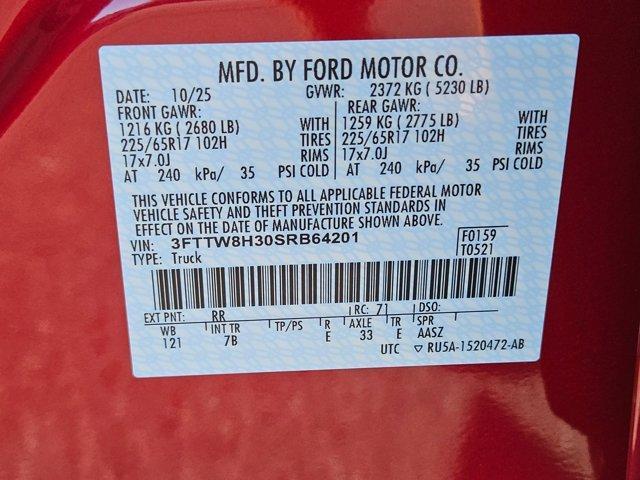 MFD. BY FORD MOTOR CO.
DATE: 10/25 GVWR: 2372 KG ( 5230 LB)
FRONT GAWR: REAR GAWR:
1216 KG ( 2680 LB) WITH 1259 KG ( 2775 LB) WITH
225/65R17 102H TIRES 225/65R17 102H TIRES
17x7.0J RIMS 17x7.0J RIMS
AT 240 kPa/ 35 PSI COLD AT 240 kPa/ 35 PSI COLD
THIS VEHICLE CONFORMS TO ALL APPLICABLE FEDERAL MOTOR
VEHICLE SAFETY AND THEFT PREVENTION STANDARDS IN
EFFECT ON THE DATE OF MANUFACTURE SHOWN ABOVE.
VIN: 3FTTW8H30SRB64201 F0159
TYPE: Truck T0521
EXT PNT: RR RC: 71 DSO:
WB INT TR TP/PS R AXLE TR SPR
121 7B E 33 E AASZ
UTC ▽ RU5A-1520472-AB